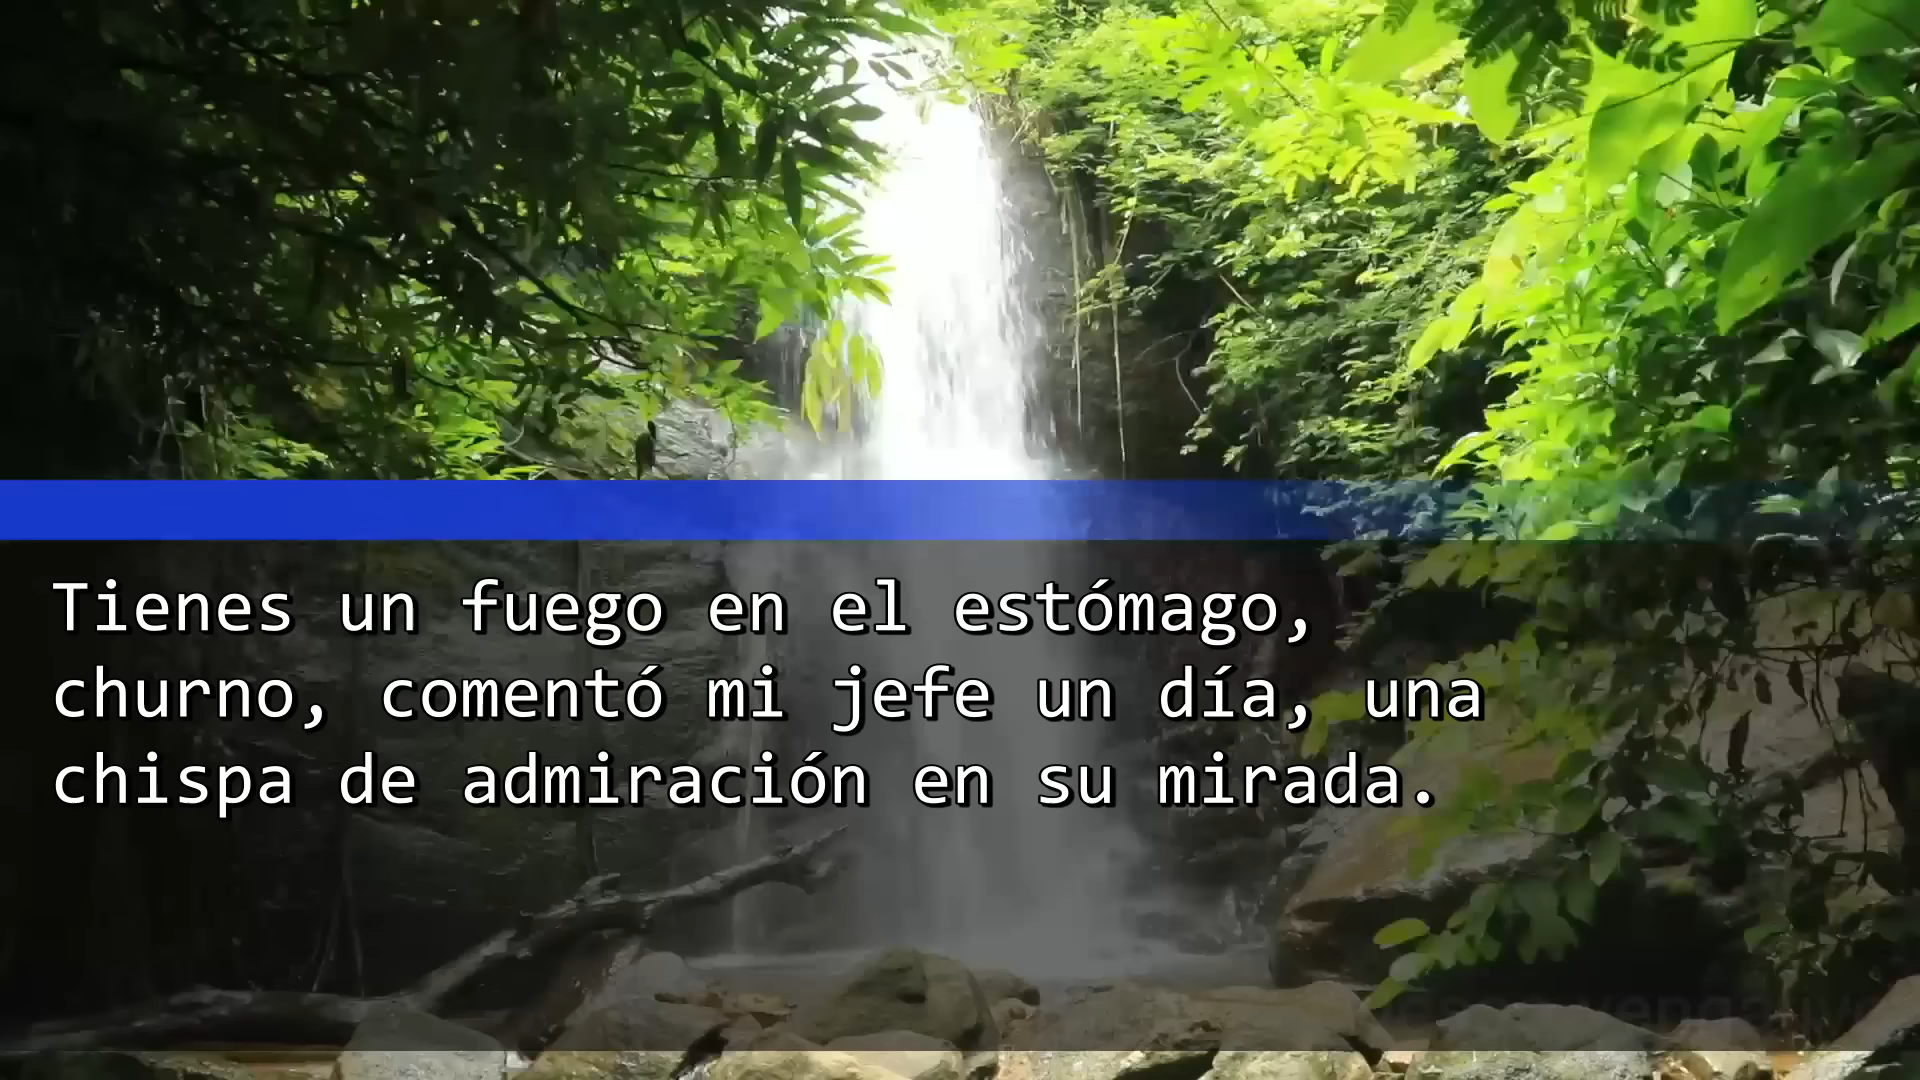 Tienes un fuego en el estómago,
churno, comentó mi jefe un día, una
chispa de admiración en su mirada.